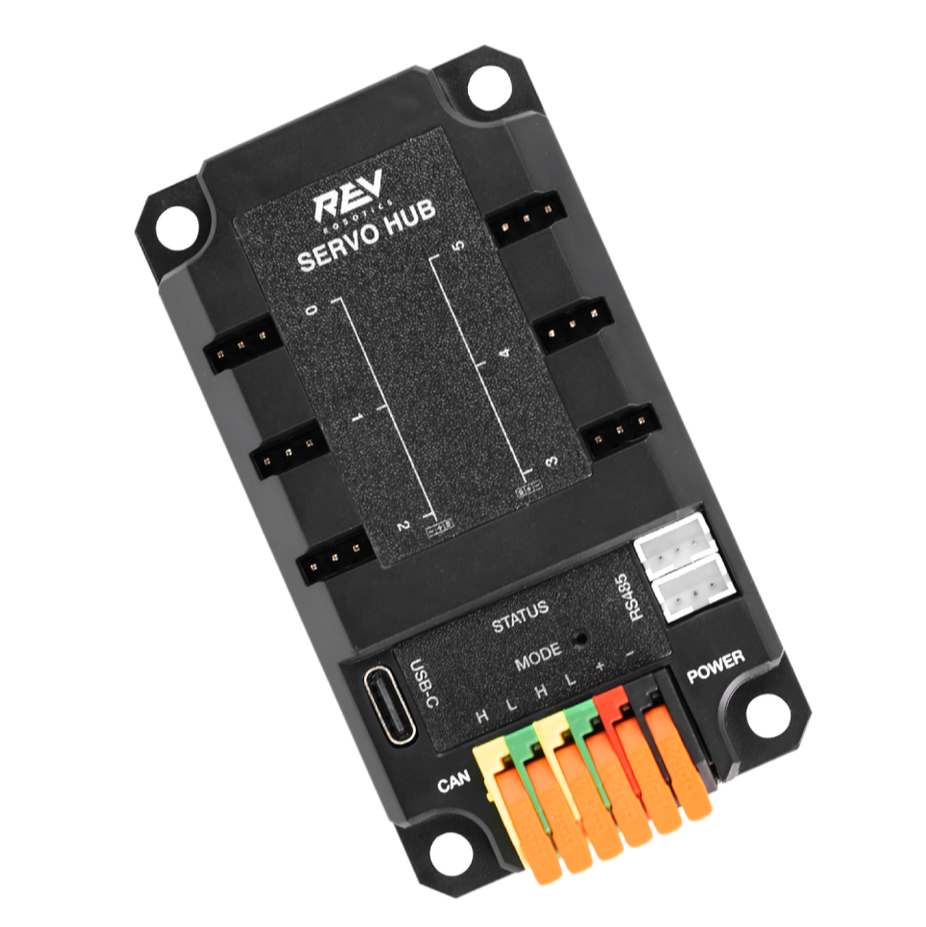 REV
ROBOTICS
SERVO HUB
0
5
1
4
2
3
STATUS
RS485
MODE
USB-C
H L H L + -
POWER
CAN